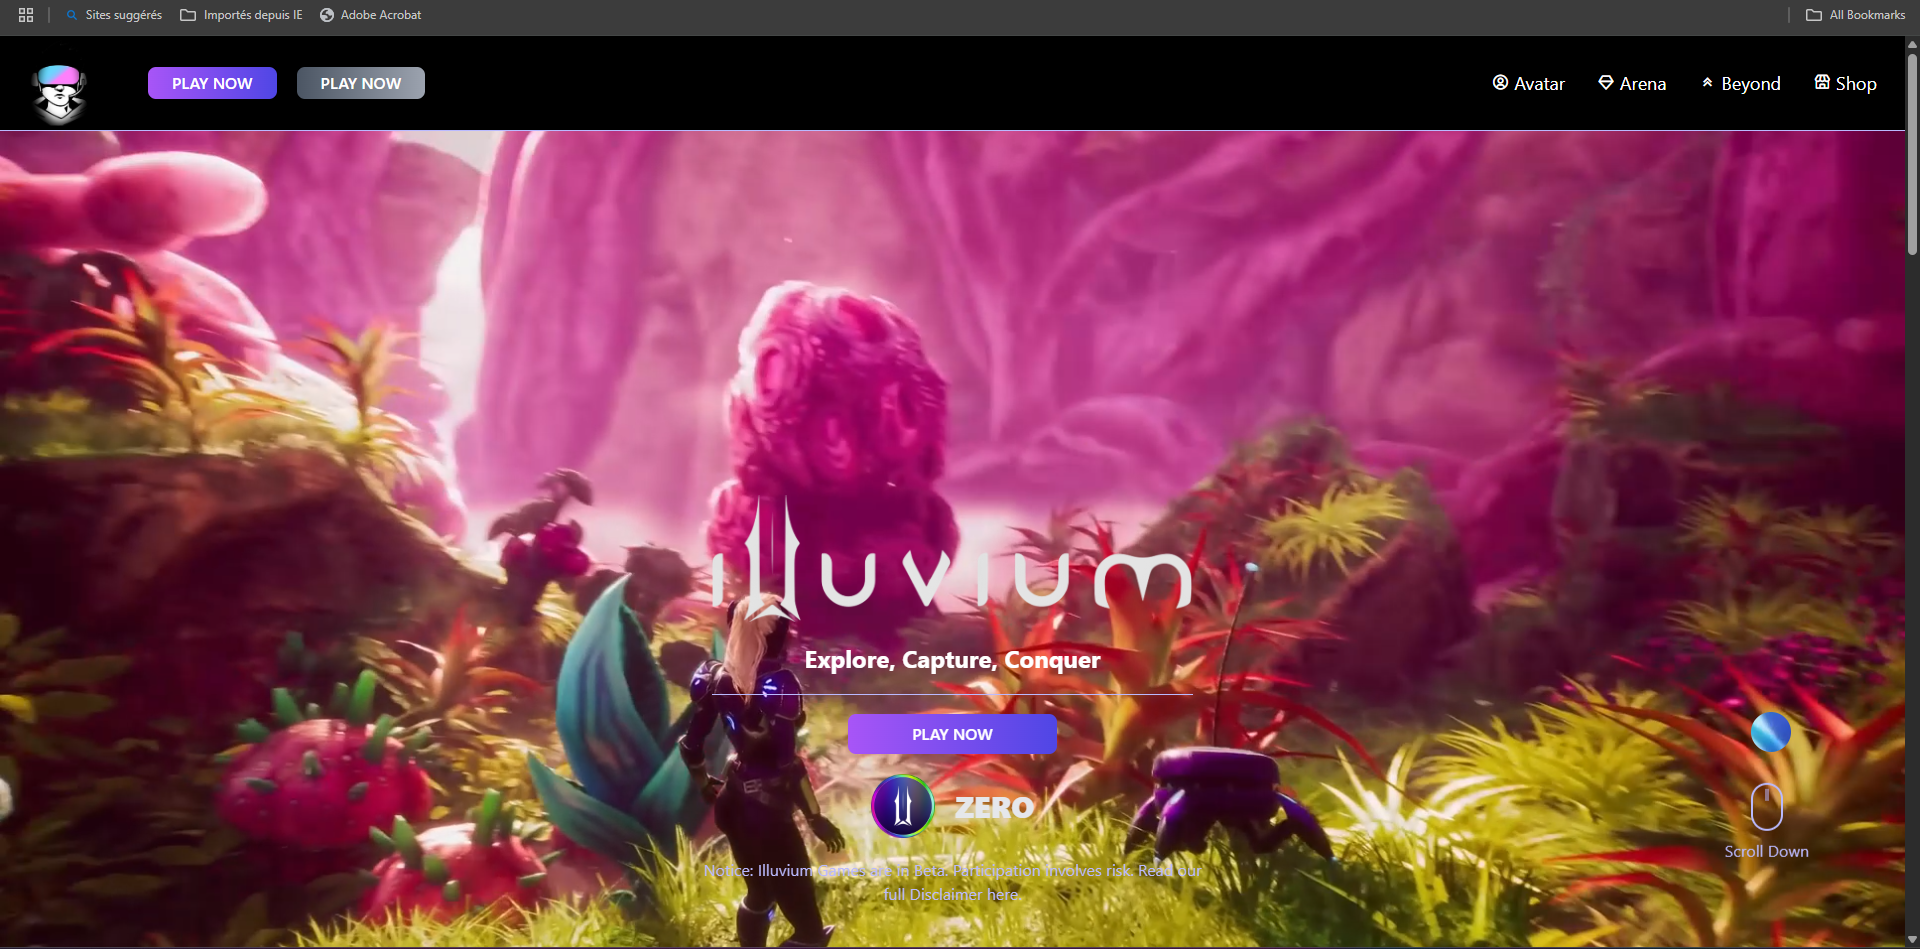 Sites suggérés
Importés depuis IE
Adobe Acrobat
All Bookmarks
PLAY NOW
PLAY NOW
Avatar
Arena
Beyond
Shop
ILLUVIUM
Explore, Capture, Conquer
PLAY NOW
ZERO
Notice: Illuvium Games are in Beta. Participation involves risk. Read our
full Disclaimer here.
Scroll Down